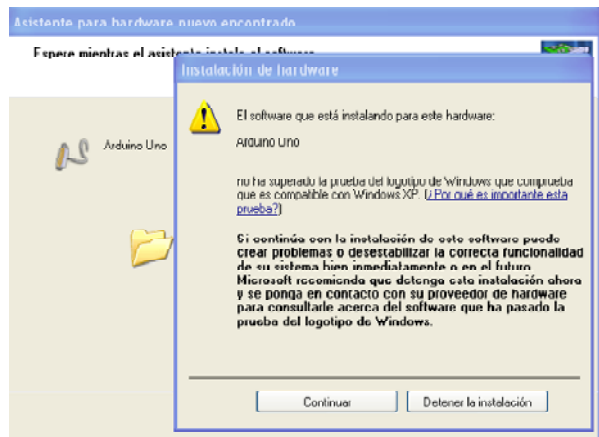 Asistente para hardware nuevo encontrado
Espere mientras el asistente instala el software
Instalación de hardware
El software que está instalando para este hardware:
Arduino Uno
Arduino Uno
no ha superado la prueba del logotipo de Windows que comprueba
que es compatible con Windows XP. (¿Por qué es importante esta
prueba?)
Si continúa con la instalación de este software puede
crear problemas o desestabilizar la correcta funcionalidad
de su sistema bien inmediatamente o en el futuro.
Microsoft recomienda que detenga esta instalación ahora
y se ponga en contacto con su proveedor de hardware
para consultarle acerca del software que ha pasado la
prueba del logotipo de Windows.
Continuar
Detener la instalación